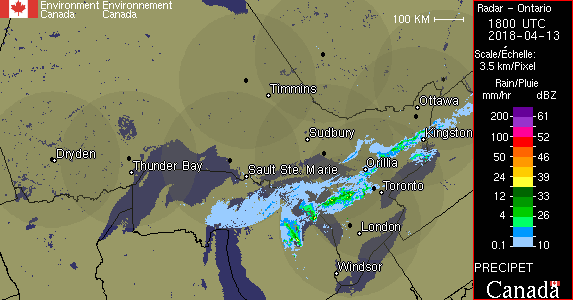 Environment Environnement
Canada Canada
100 KM
Timmins
Ottawa
Sudbury
Kingston
Dryden
Thunder Bay
Sault Ste. Marie
Orillia
Toronto
London
Windsor
Radar - Ontario
1800 UTC
2018-04-13
Scale/Échelle:
3.5 km/Pixel
Rain/Pluie
mm/hr dBZ
200 61
100 52
50 46
24 39
12 33
4 26
0.1 10
PRECIPET
Canada